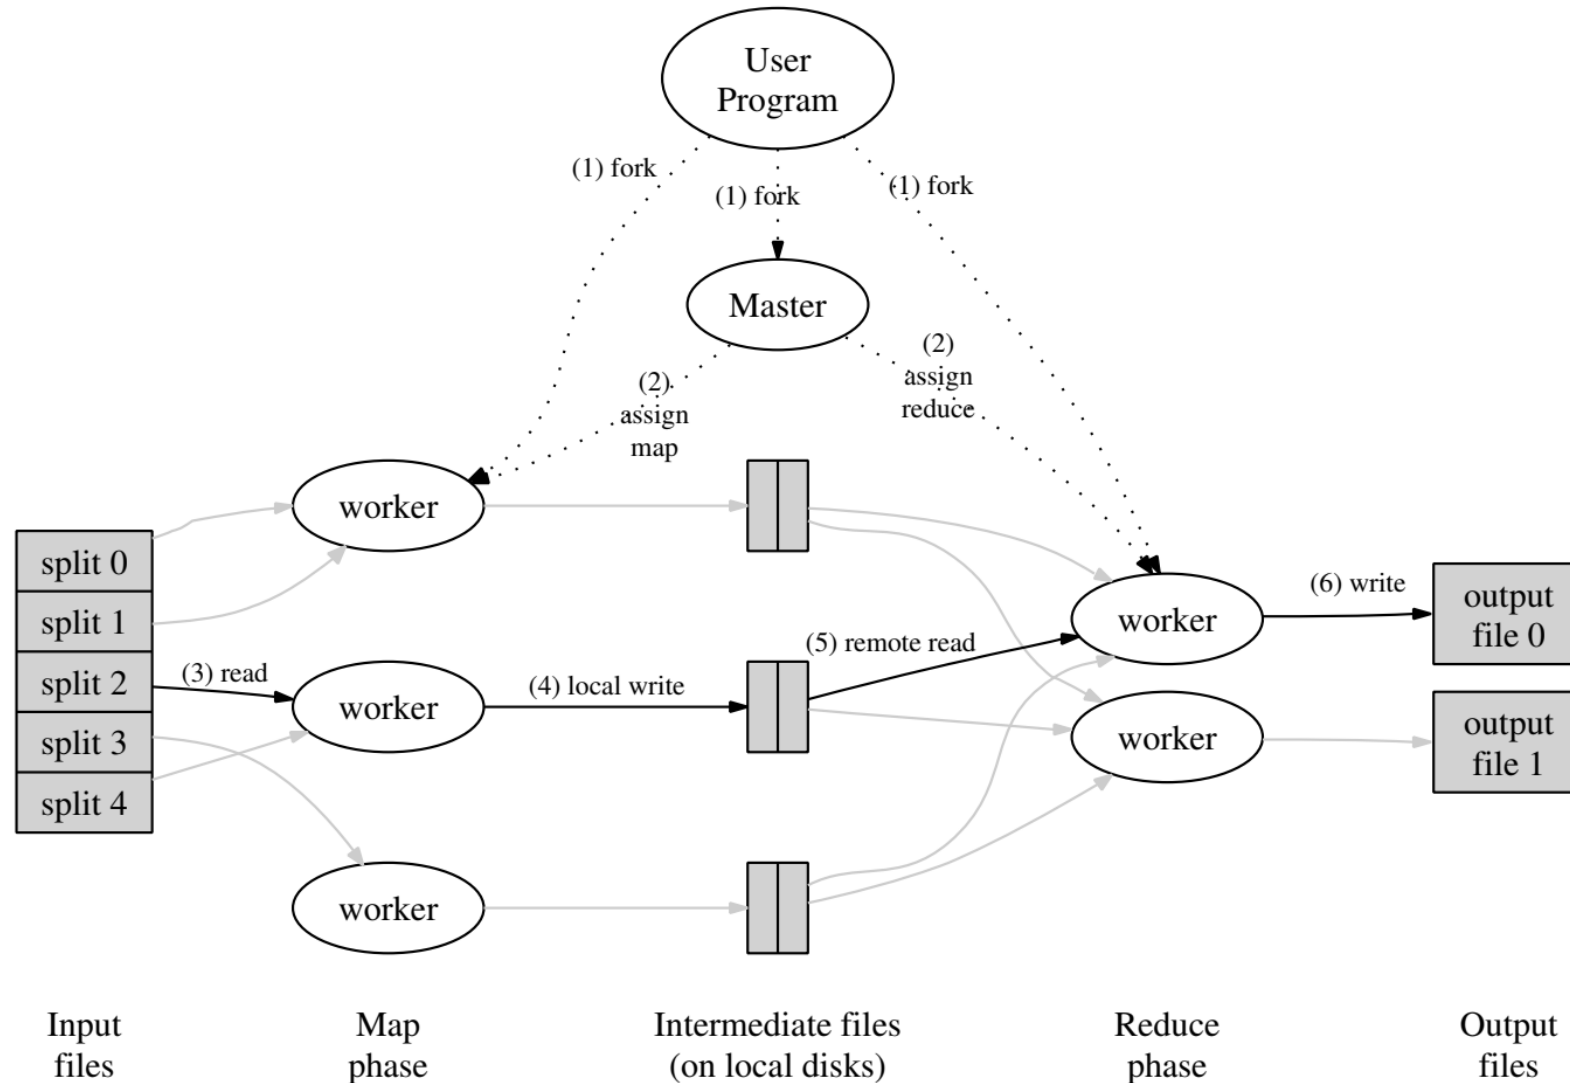 User
Program
(1) fork
(1) fork
(1) fork
Master
(2)
assign
map
(2)
assign
reduce
split 0
split 1
split 2
split 3
split 4
(3) read
worker
worker
worker
(4) local write
(5) remote read
worker
worker
(6) write
output
file 0
output
file 1
Input
files
Map
phase
Intermediate files
(on local disks)
Reduce
phase
Output
files